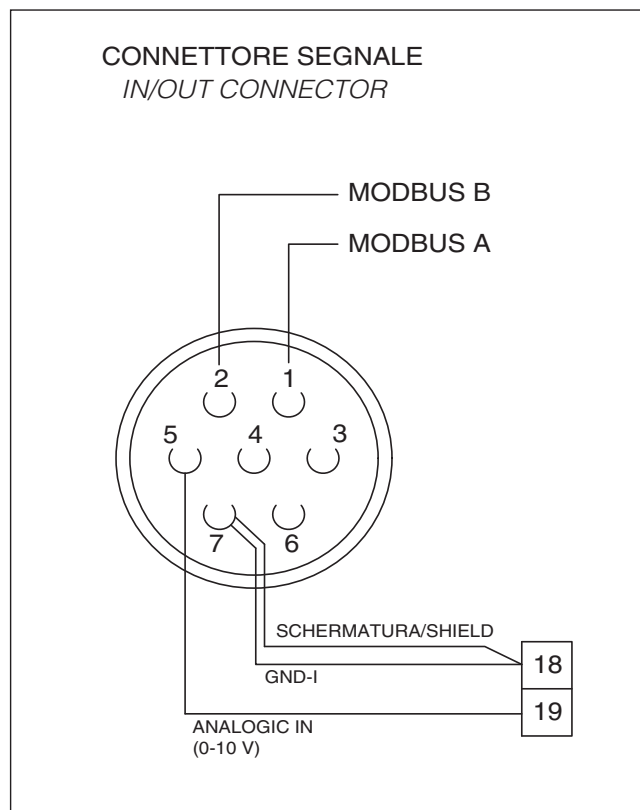 CONNETTORE SEGNALE
IN/OUT CONNECTOR
MODBUS B
MODBUS A
2 1
5 4 3
7 6
SCHERMATURA/SHIELD
18
GND-I
19
ANALOGIC IN
(0-10 V)